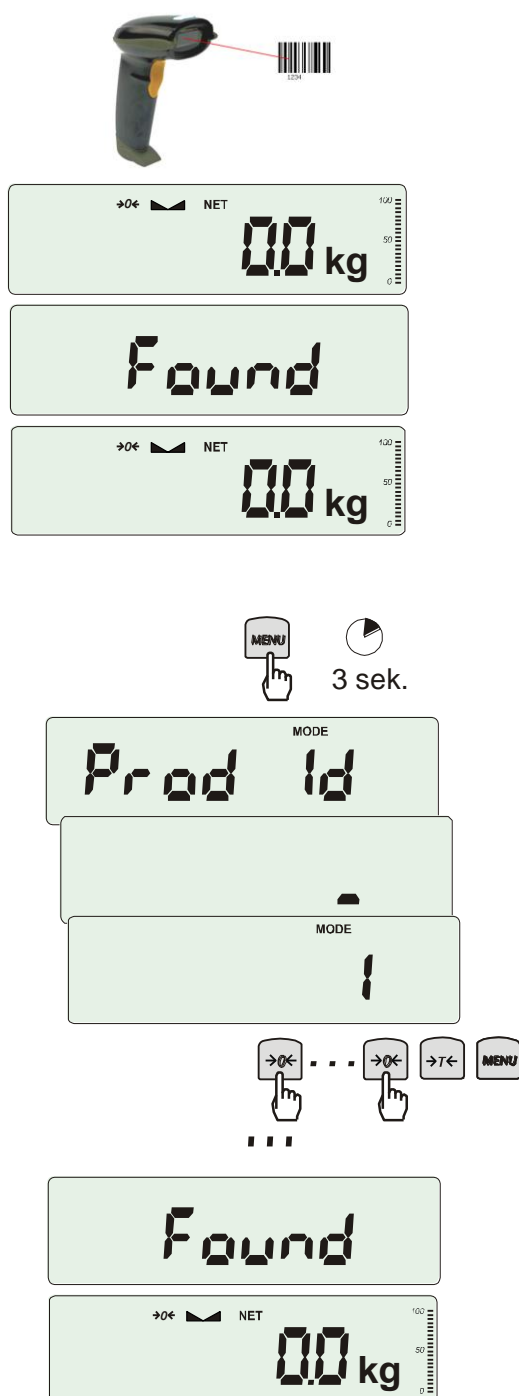 1234
→0← NET 100
0.0 kg 50
0
Found
→0← NET 100
0.0 kg 50
0
MENU
3 sek.
MODE
Prod Id
-
MODE
1
→0← . . . →0← →T← MENU
...
Found
→0← NET 100
0.0 kg 50
0